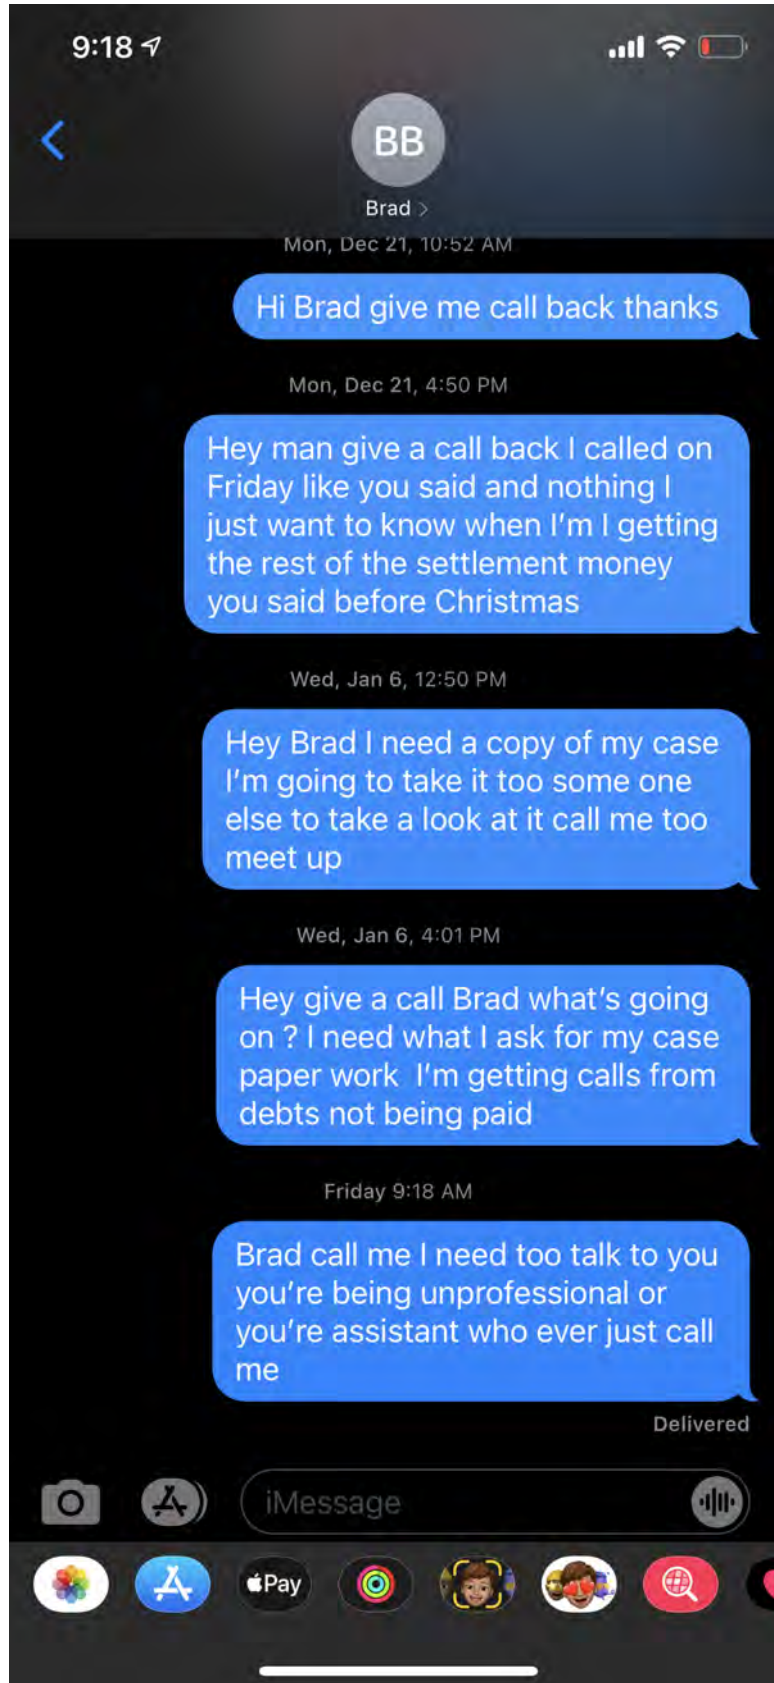 9:18
BB
Brad >
Mon, Dec 21, 10:52 AM
Hi Brad give me call back thanks
Mon, Dec 21, 4:50 PM
Hey man give a call back I called on
Friday like you said and nothing I
just want to know when I'm I getting
the rest of the settlement money
you said before Christmas
Wed, Jan 6, 12:50 PM
Hey Brad I need a copy of my case
I'm going to take it too some one
else to take a look at it call me too
meet up
Wed, Jan 6, 4:01 PM
Hey give a call Brad what's going
on ? I need what I ask for my case
paper work  I'm getting calls from
debts not being paid
Friday 9:18 AM
Brad call me I need too talk to you
you're being unprofessional or
you're assistant who ever just call
me
Delivered
iMessage
Pay